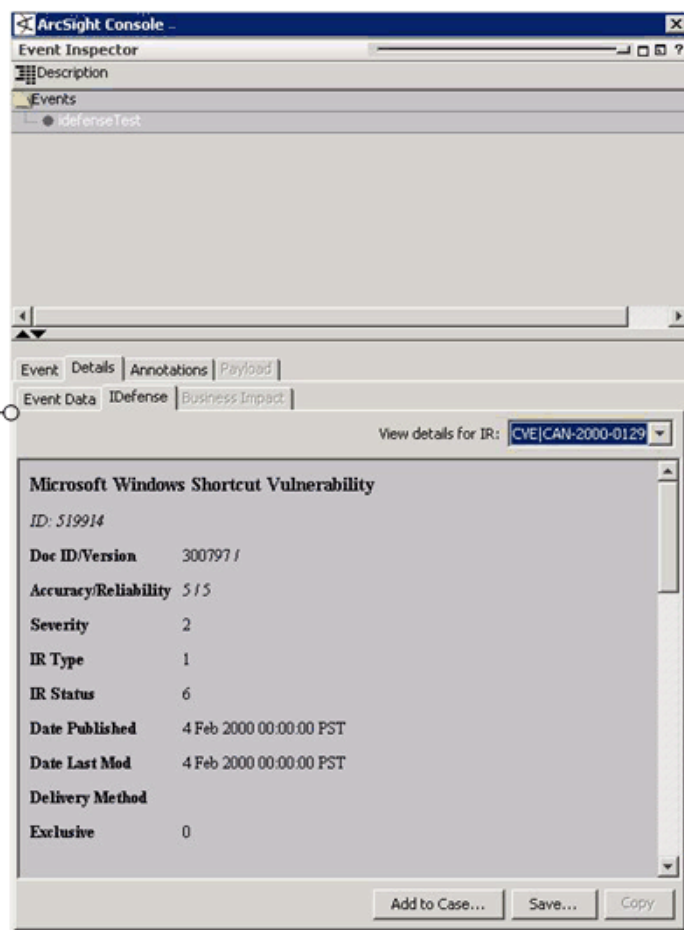 ArcSight Console -
Event Inspector ?
Description
Events
idefenseTest
Event Details Annotations Payload
Event Data IDefense Business Impact
View details for IR: CVE|CAN-2000-0129
Microsoft Windows Shortcut Vulnerability
ID: 519914
Doc ID/Version 300797 /
Accuracy/Reliability 5 / 5
Severity 2
IR Type 1
IR Status 6
Date Published 4 Feb 2000 00:00:00 PST
Date Last Mod 4 Feb 2000 00:00:00 PST
Delivery Method
Exclusive 0
Add to Case... Save... Copy